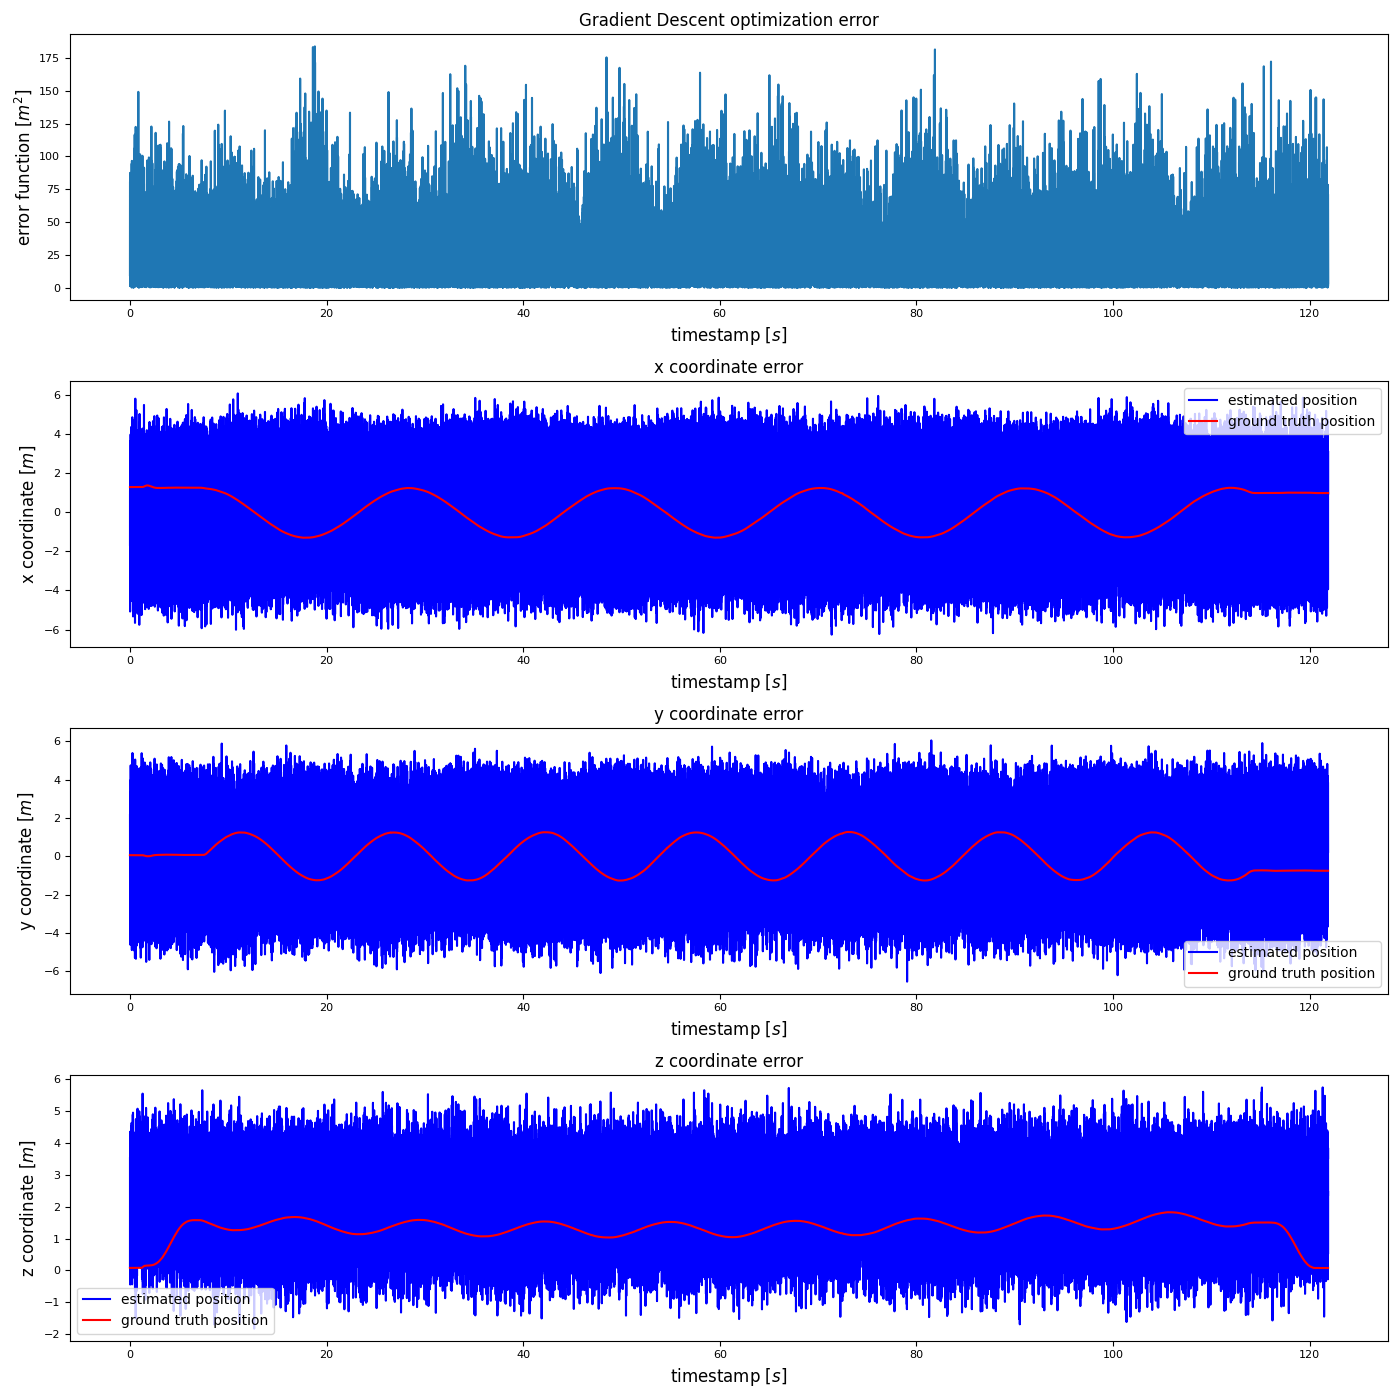 Gradient Descent optimization error
error function [m²]
175
150
125
100
75
50
25
0
0 20 40 60 80 100 120
timestamp [s]
x coordinate error
x coordinate [m]
6
4
2
0
−2
−4
−6
estimated position
ground truth position
0 20 40 60 80 100 120
timestamp [s]
y coordinate error
y coordinate [m]
6
4
2
0
−2
−4
−6
estimated position
ground truth position
0 20 40 60 80 100 120
timestamp [s]
z coordinate error
z coordinate [m]
6
5
4
3
2
1
0
−1
−2
estimated position
ground truth position
0 20 40 60 80 100 120
timestamp [s]